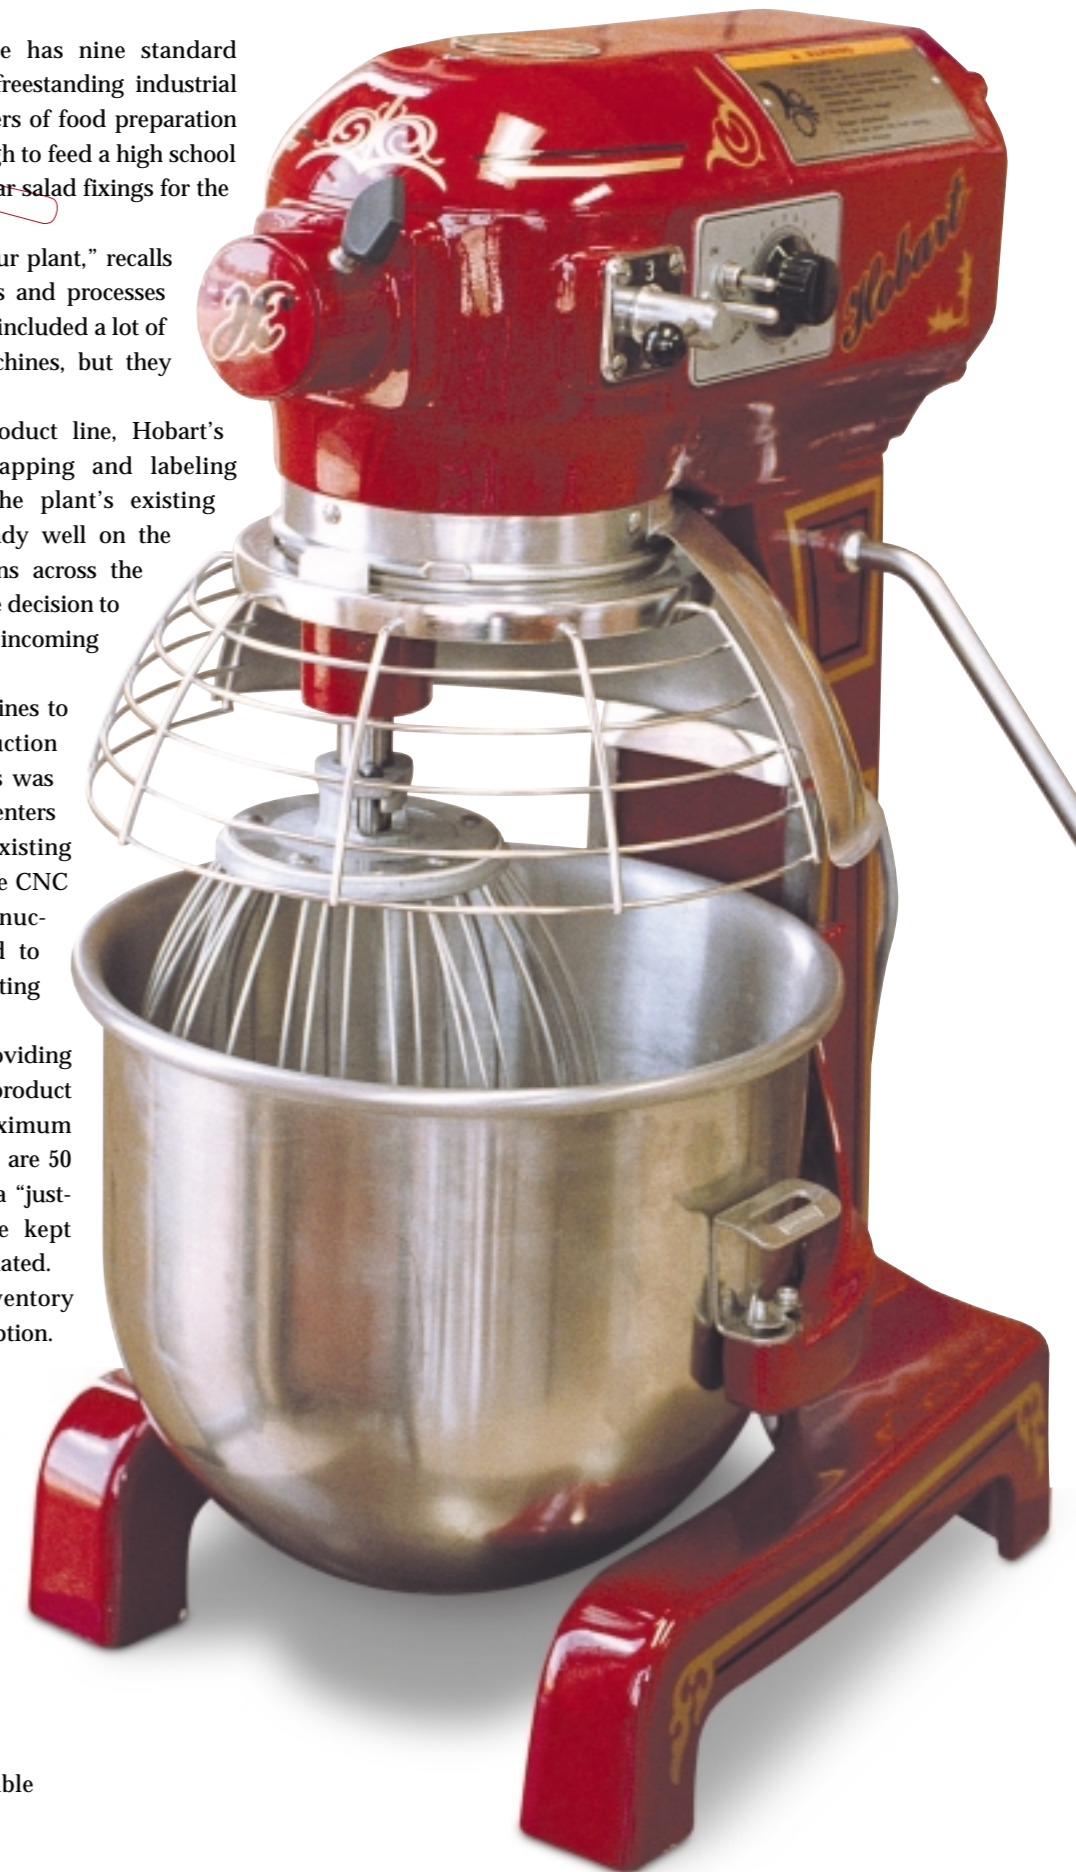 e has nine standard
freestanding industrial
ers of food preparation
gh to feed a high school
ar salad fixings for the
ur plant,” recalls
s and processes
included a lot of
chines, but they
oduct line, Hobart’s
apping and labeling
he plant’s existing
dy well on the
ns across the
e decision to
incoming
ines to
uction
s was
enters
xisting
e CNC
nuc-
d to
ting
oviding
product
ximum
are 50
a “just-
e kept
ated.
ventory
ption.
ble
WARNING
Hobart
3